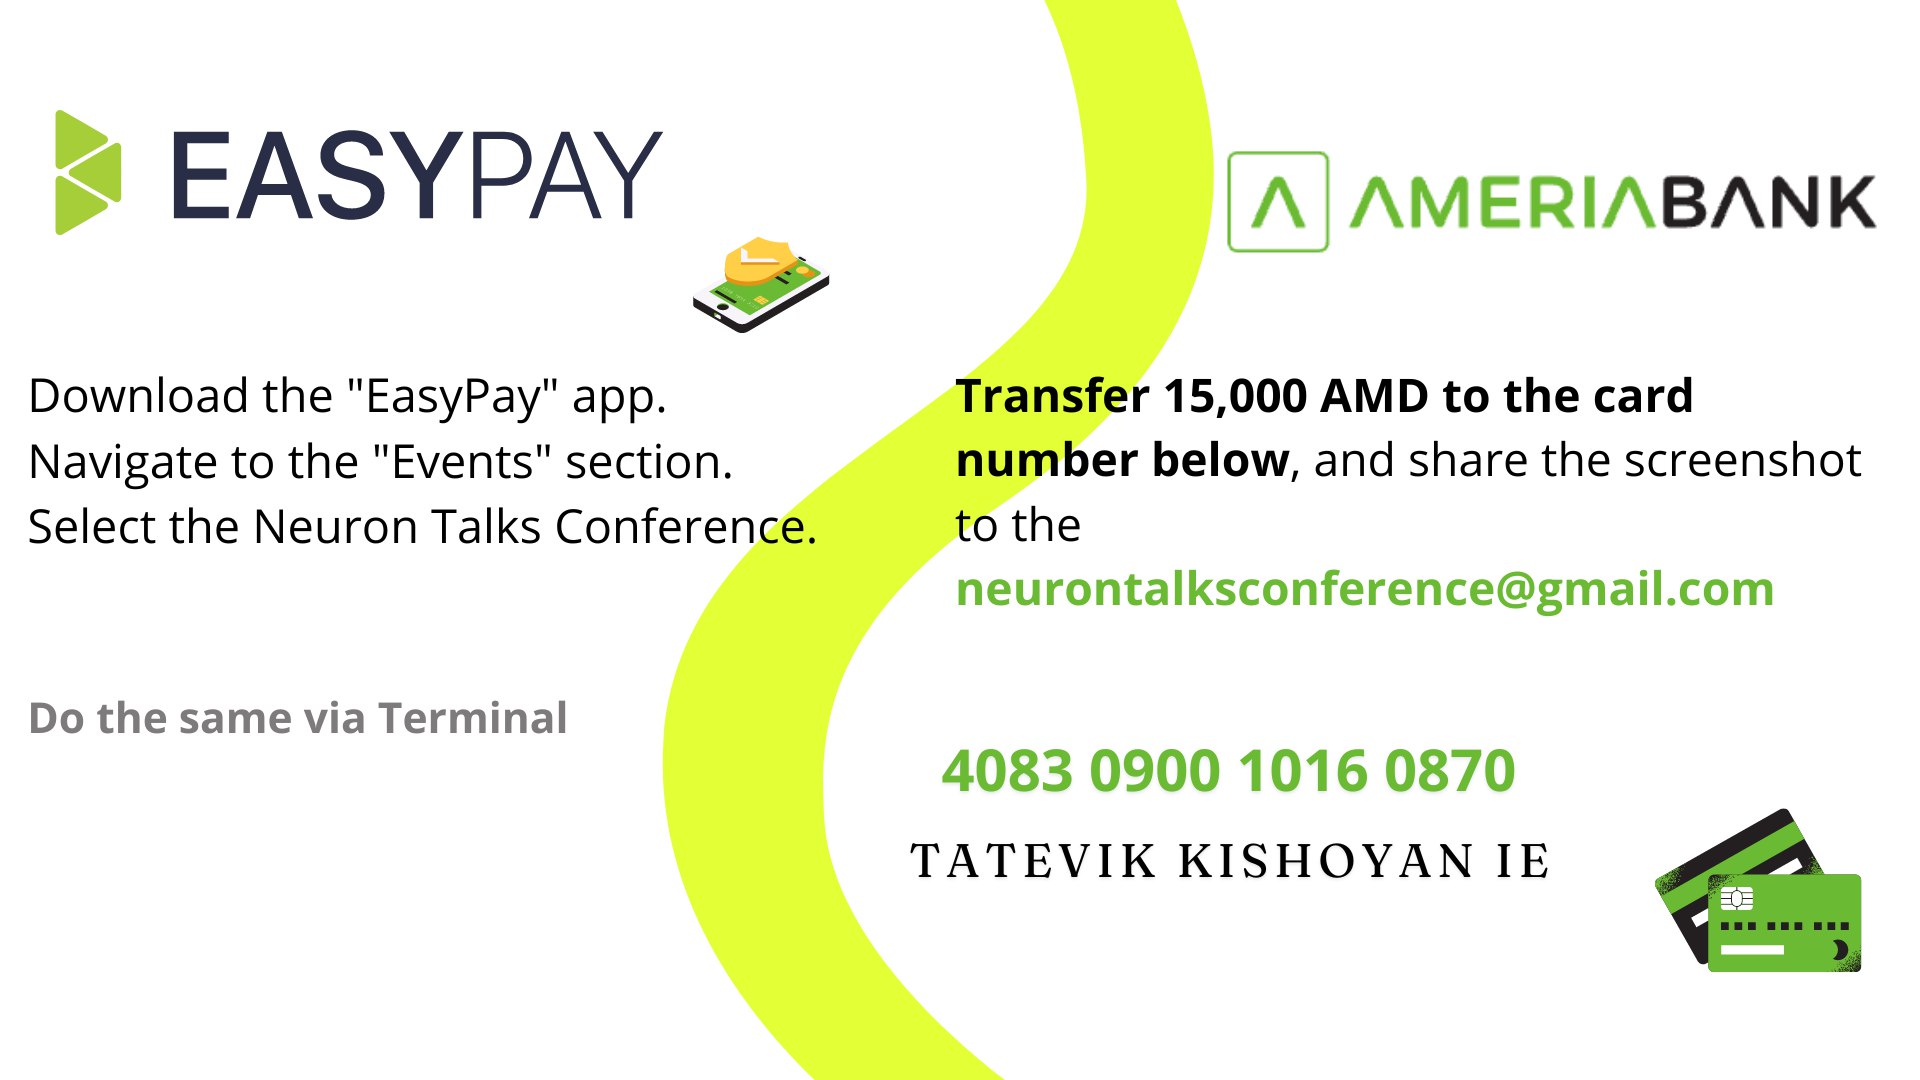 EASYPAY
Download the "EasyPay" app.
Navigate to the "Events" section.
Select the Neuron Talks Conference.
Do the same via Terminal
AMERIABANK
Transfer 15,000 AMD to the card
number below, and share the screenshot
to the
neurontalksconference@gmail.com
4083 0900 1016 0870
TATEVIK KISHOYAN IE